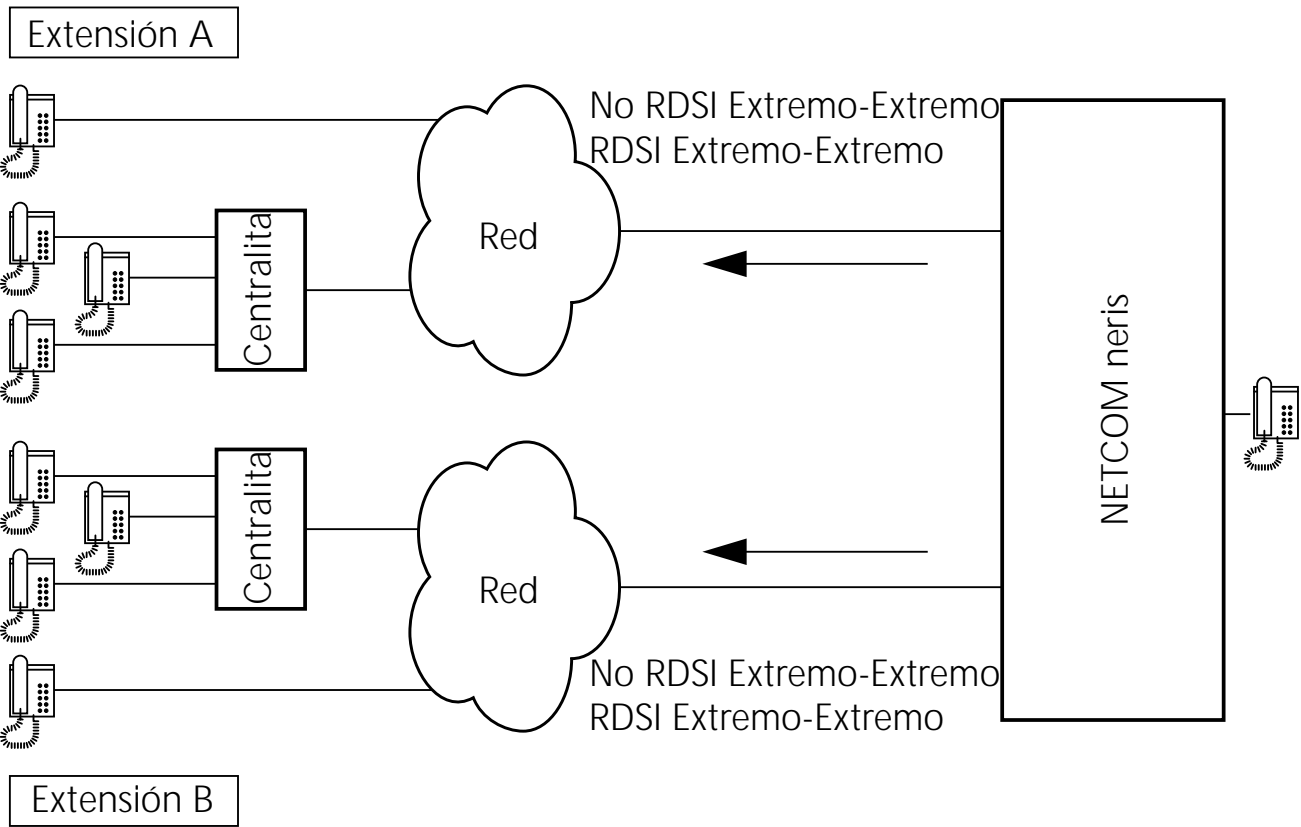 Extensión A
No RDSI Extremo-Extremo
RDSI Extremo-Extremo
Centralita
Red
NETCOM neris
Centralita
Red
No RDSI Extremo-Extremo
RDSI Extremo-Extremo
Extensión B